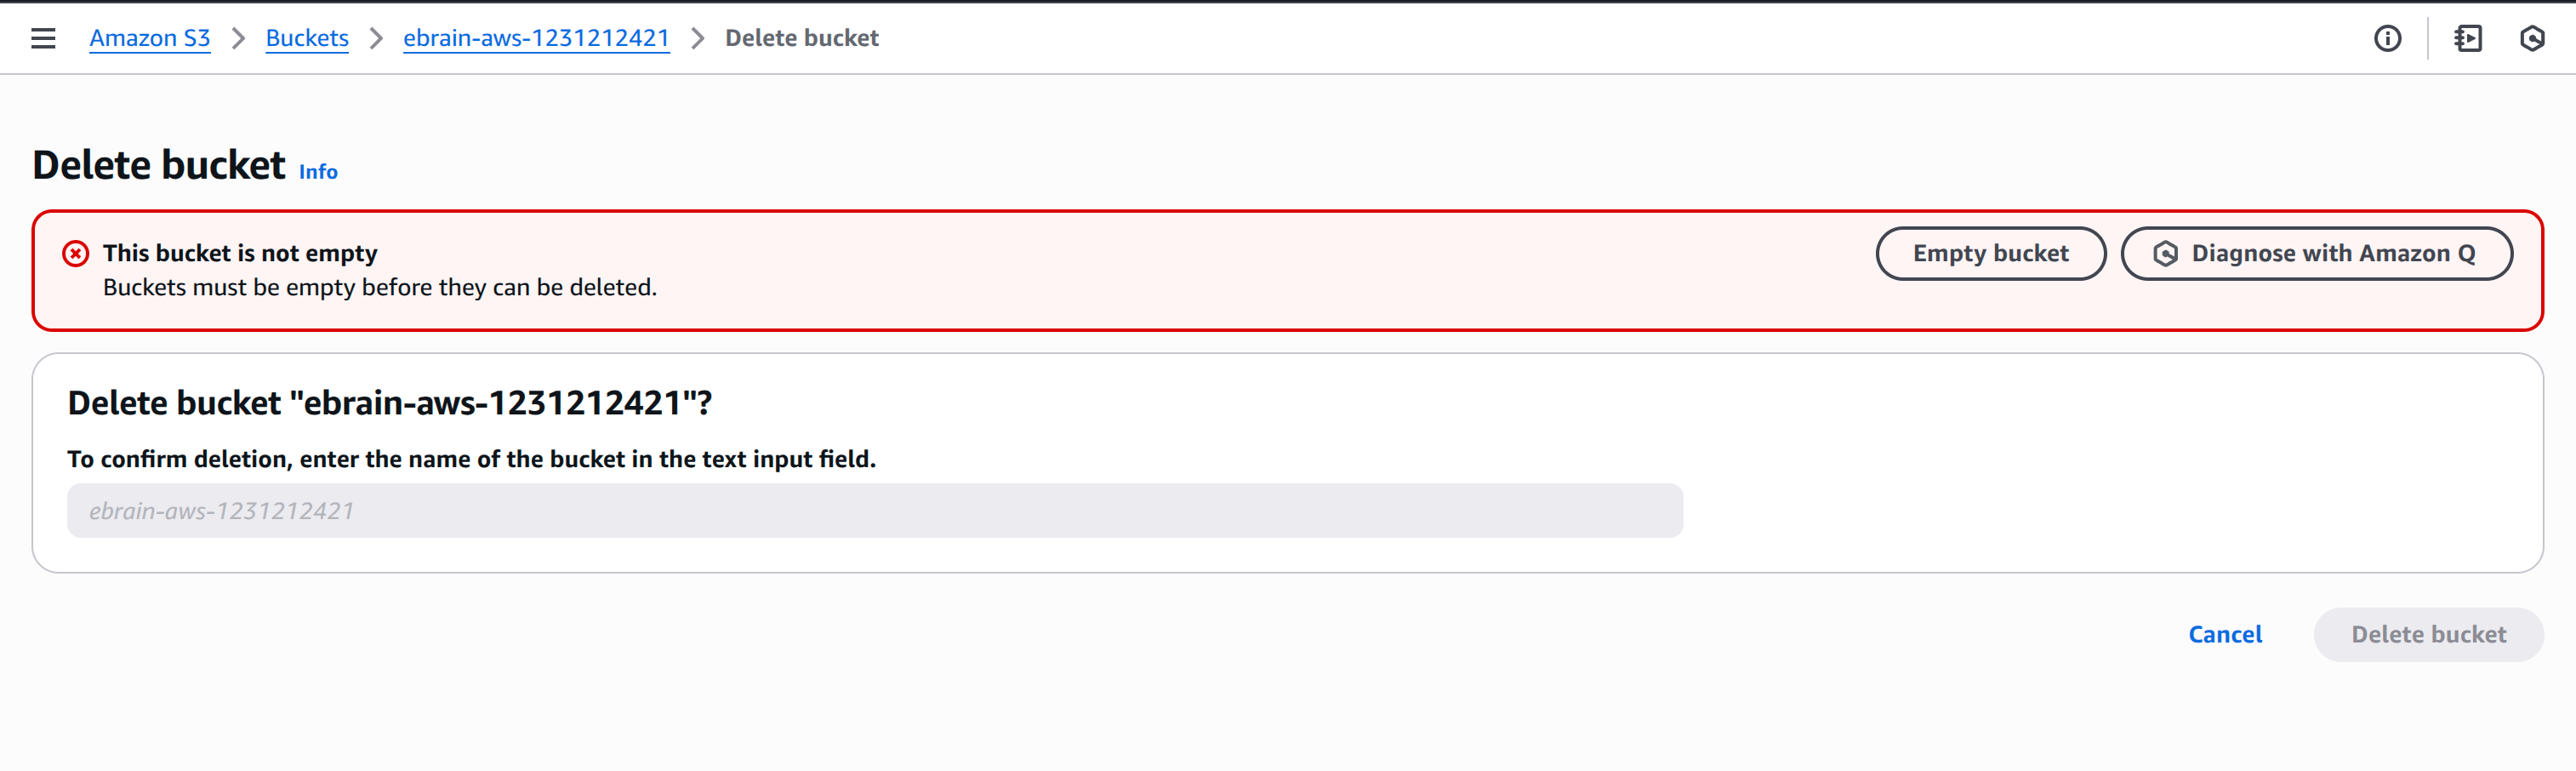 Amazon S3 > Buckets > ebrain-aws-1231212421 > Delete bucket
Delete bucket Info
This bucket is not empty
Buckets must be empty before they can be deleted.
Empty bucket
Diagnose with Amazon Q
Delete bucket "ebrain-aws-1231212421"?
To confirm deletion, enter the name of the bucket in the text input field.
ebrain-aws-1231212421
Cancel
Delete bucket